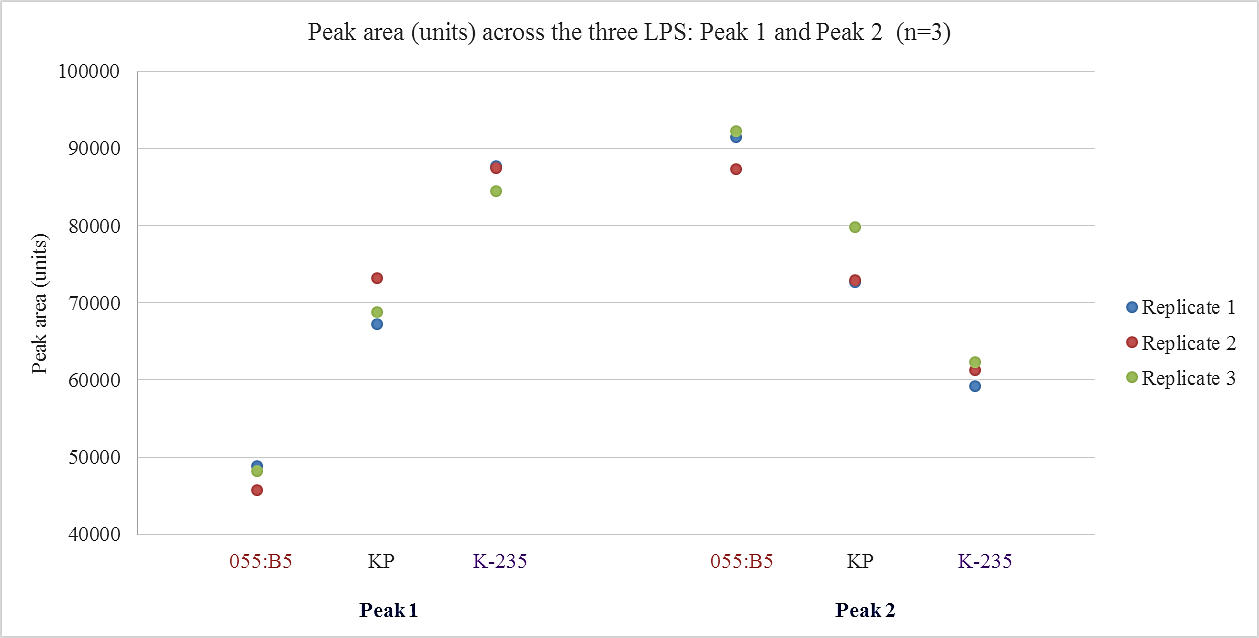 Peak area (units) across the three LPS: Peak 1 and Peak 2 (n=3)
Peak area (units)
100000
90000
80000
70000
60000
50000
40000
055:B5 KP K-235 055:B5 KP K-235
Peak 1 Peak 2
Replicate 1
Replicate 2
Replicate 3